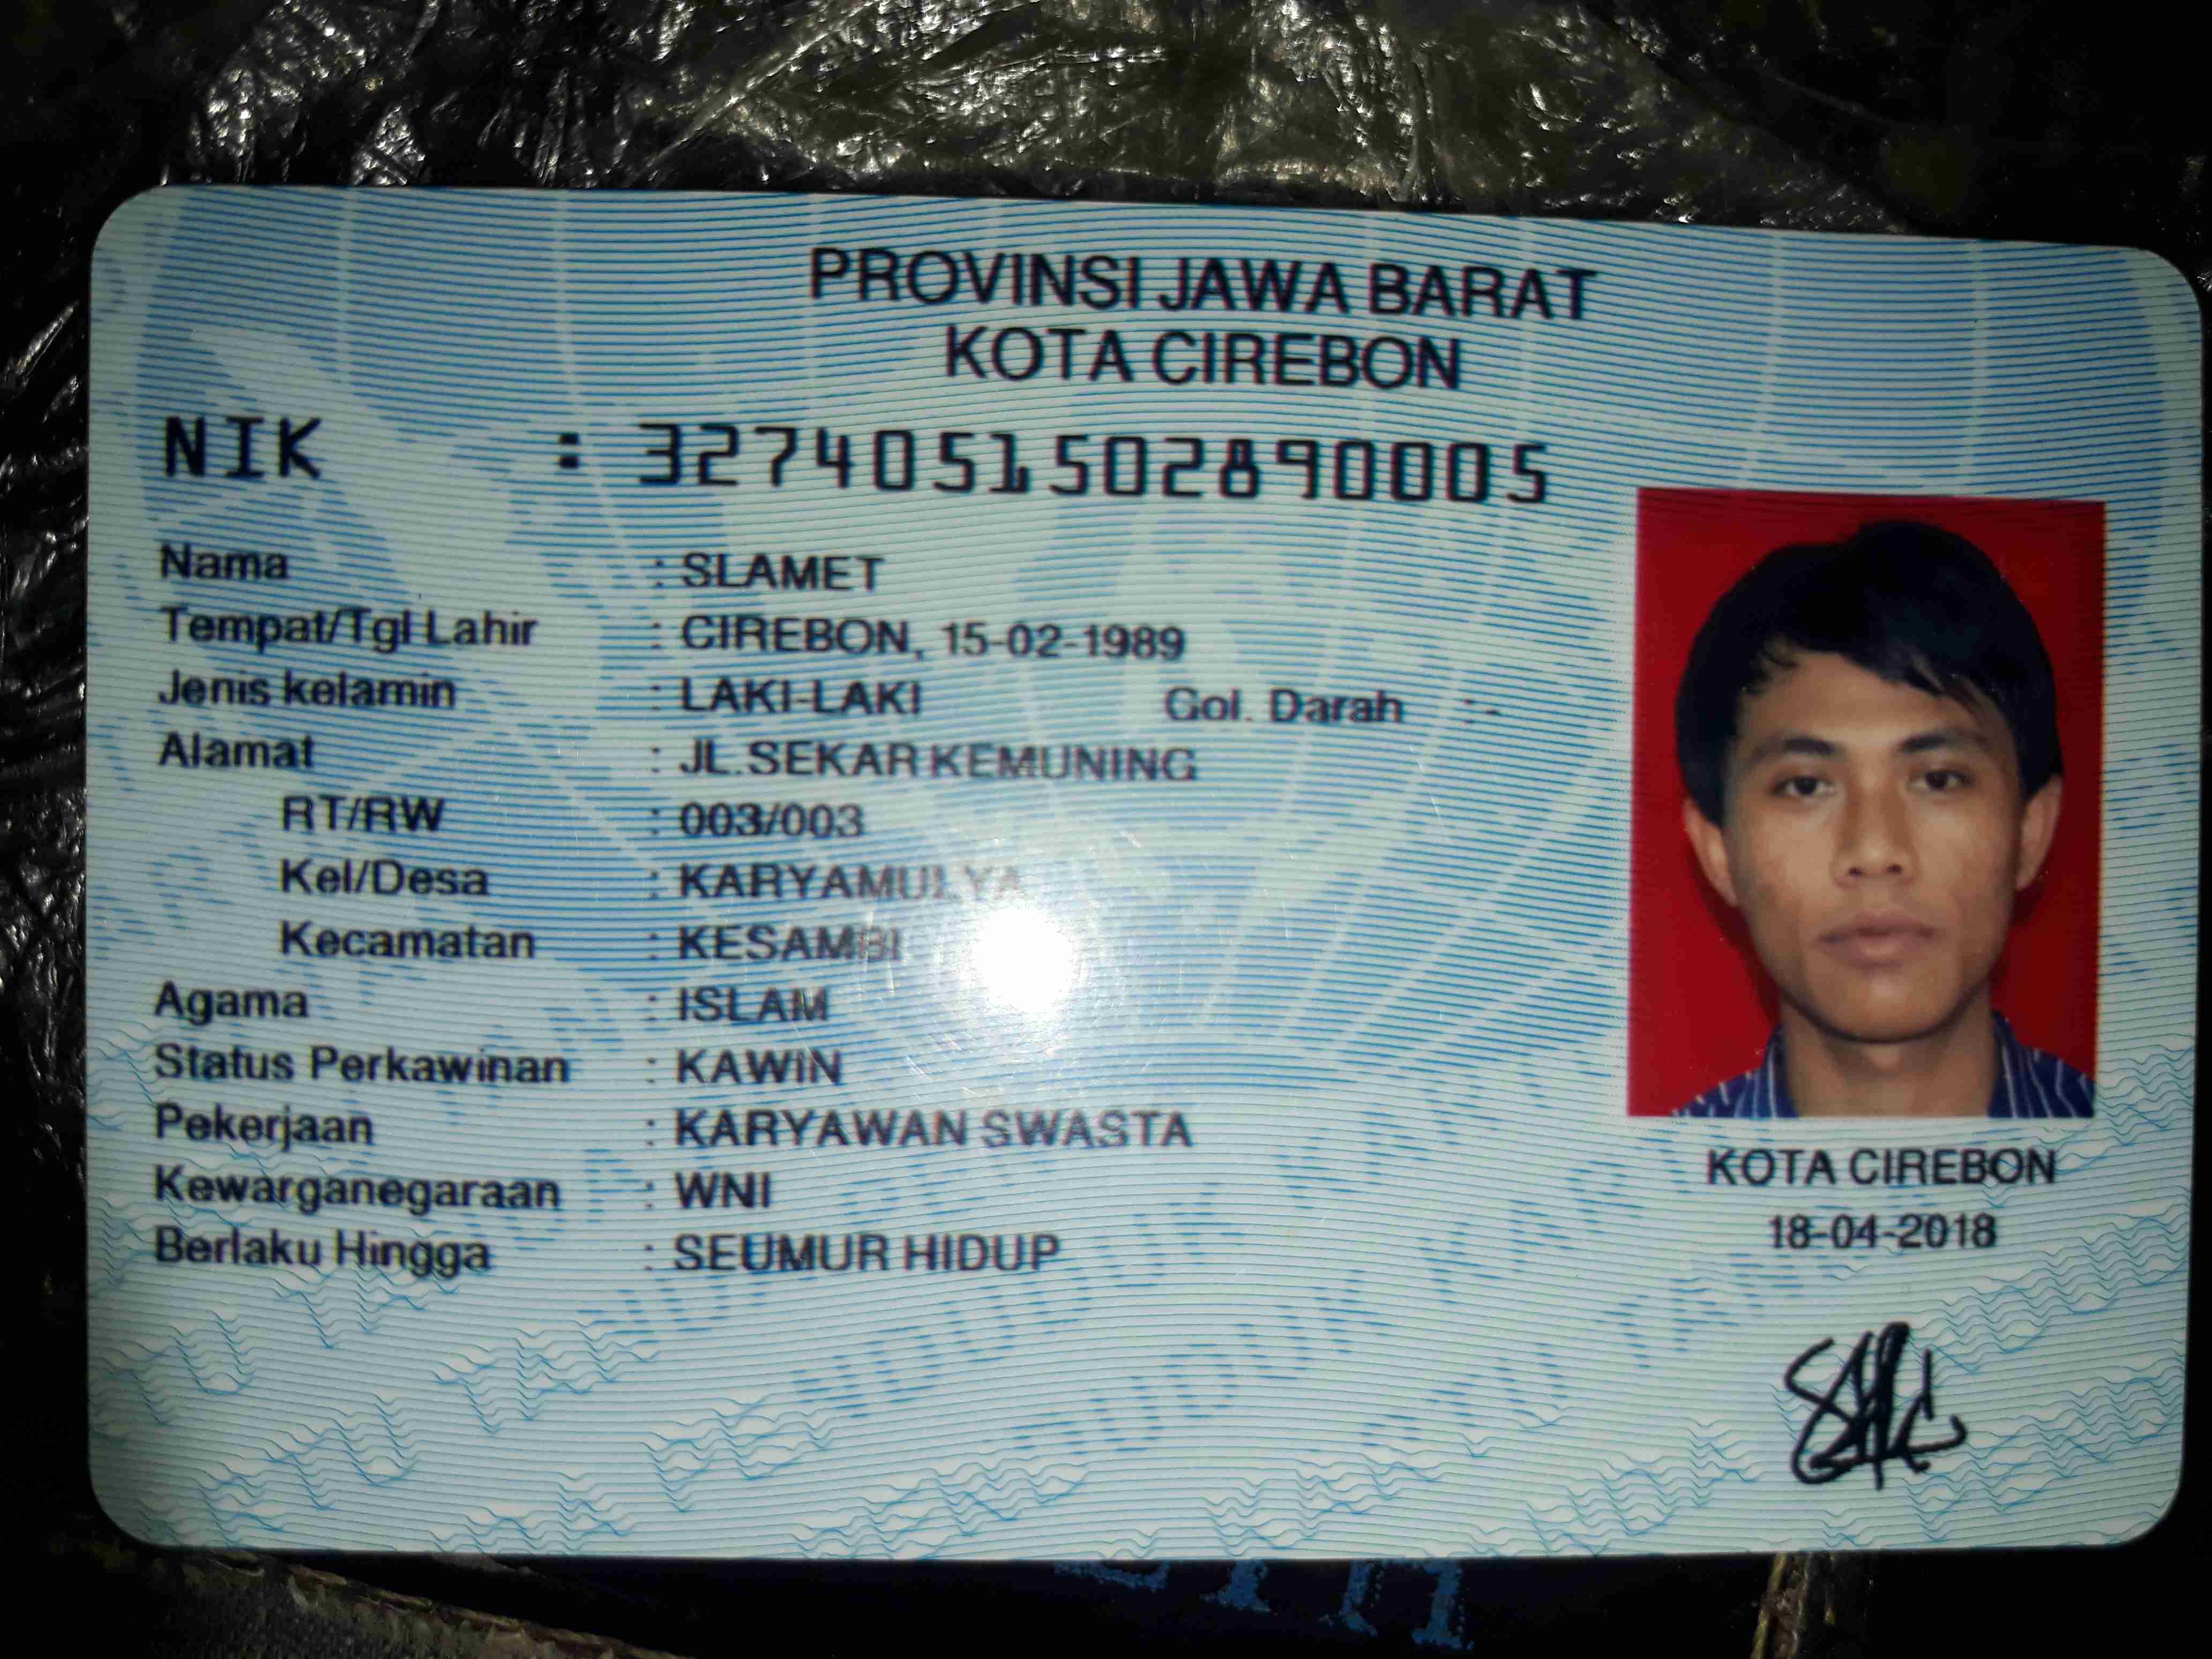 PROVINSI JAWA BARAT
KOTA CIREBON
NIK : 3274051502890005
Nama : SLAMET
Tempat/Tgl Lahir : CIREBON, 15-02-1989
Jenis kelamin : LAKI-LAKI Gol. Darah : -
Alamat : JL.SEKAR KEMUNING
RT/RW : 003/003
Kel/Desa : KARYAMULYA
Kecamatan : KESAMBI
Agama : ISLAM
Status Perkawinan : KAWIN
Pekerjaan : KARYAWAN SWASTA
Kewarganegaraan : WNI
Berlaku Hingga : SEUMUR HIDUP
KOTA CIREBON
18-04-2018